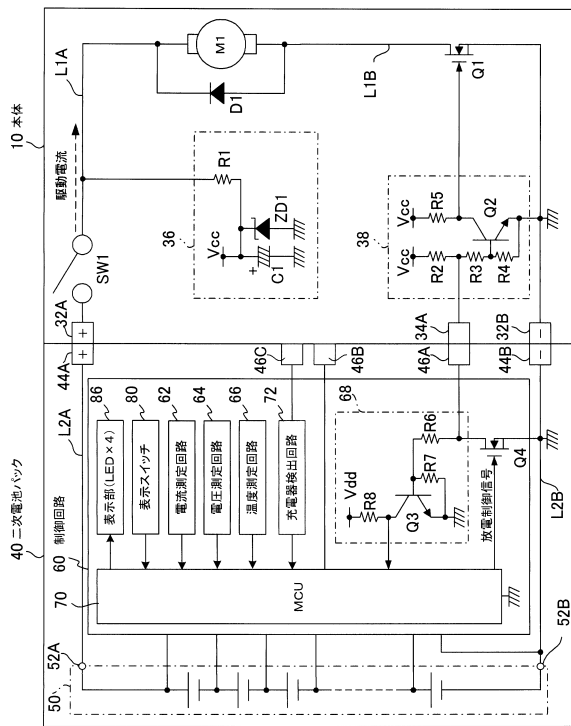 10 本体
40 二次電池パック
駆動電流
L1A
SW1
32A
44A
+
+
M1
D1
L1B
Q1
36
R1
Vcc
ZD1
+
C1
38
Vcc
Vcc
R5
R2
Q2
R3
R4
46C
46B
34A
46A
32B
44B
−
−
L2A
制御回路
60
70
MCU
86
表示部(LED×4)
80
表示スイッチ
62
電流測定回路
64
電圧測定回路
66
温度測定回路
72
充電器検出回路
68
Vdd
R8
R6
R7
Q3
Q4
放電制御信号
L2B
50
52A
52B